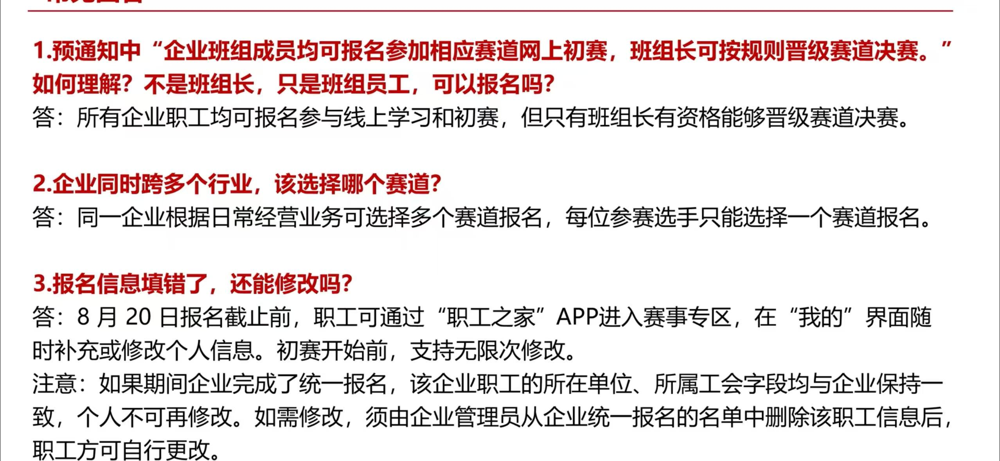 1.预通知中“企业班组成员均可报名参加相应赛道网上初赛，班组长可按规则晋级赛道决赛。”
如何理解？不是班组长，只是班组员工，可以报名吗？
答：所有企业职工均可报名参与线上学习和初赛，但只有班组长有资格能够晋级赛道决赛。
2.企业同时跨多个行业，该选择哪个赛道？
答：同一企业根据日常经营业务可选择多个赛道报名，每位参赛选手只能选择一个赛道报名。
3.报名信息填错了，还能修改吗？
答：8 月 20 日报名截止前，职工可通过“职工之家”APP进入赛事专区，在“我的”界面随
时补充或修改个人信息。初赛开始前，支持无限次修改。
注意：如果期间企业完成了统一报名，该企业职工的所在单位、所属工会字段均与企业保持一
致，个人不可再修改。如需修改，须由企业管理员从企业统一报名的名单中删除该职工信息后，
职工方可自行更改。